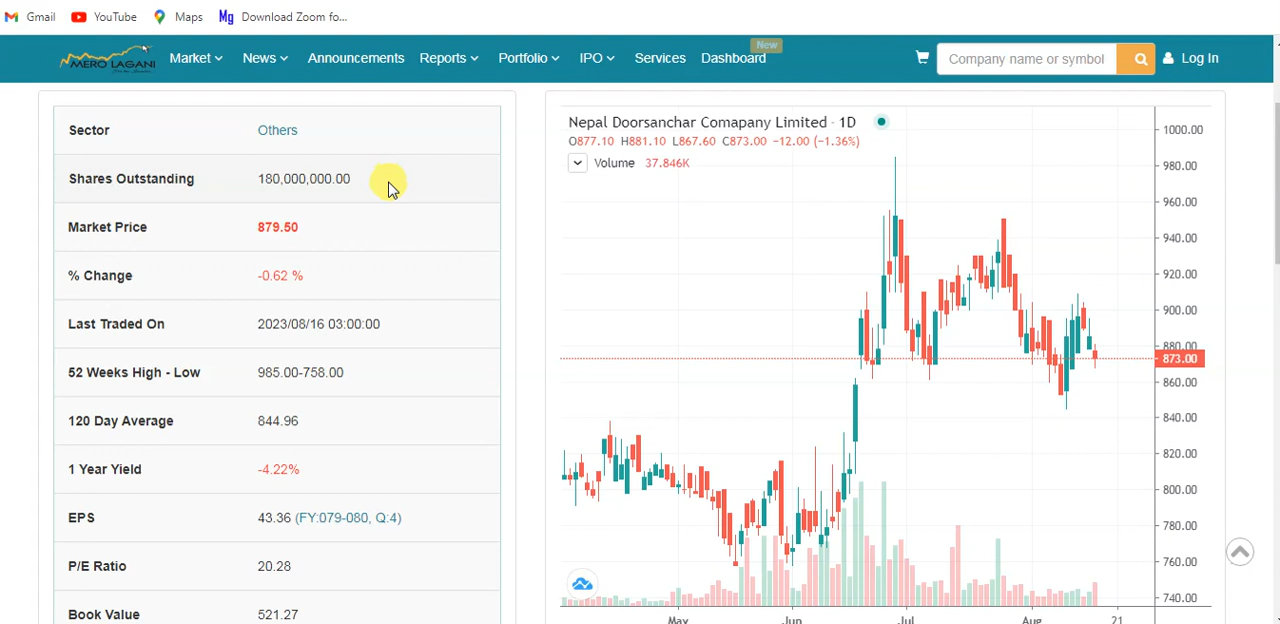 Gmail YouTube Maps Mg Download Zoom fo...
New
MERO LAGANI Market News Announcements Reports Portfolio IPO Services Dashboard Company name or symbol Log In
Sector Others
Shares Outstanding 180,000,000.00
Market Price 879.50
% Change -0.62 %
Last Traded On 2023/08/16 03:00:00
52 Weeks High - Low 985.00-758.00
120 Day Average 844.96
1 Year Yield -4.22%
EPS 43.36 (FY:079-080, Q:4)
P/E Ratio 20.28
Book Value 521.27
Nepal Doorsanchar Comapany Limited · 1D
O877.10 H881.10 L867.60 C873.00 −12.00 (−1.36%)
Volume 37.846K
1000.00
980.00
960.00
940.00
920.00
900.00
880.00
873.00
860.00
840.00
820.00
800.00
780.00
760.00
740.00
May Jun Jul Aug 21